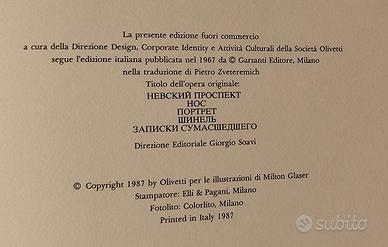 La presente edizione fuori commercio
a cura della Direzione Design, Corporate Identity e Attività Culturali della Società Olivetti
segue l'edizione italiana pubblicata nel 1967 da © Garzanti Editore, Milano
nella traduzione di Pietro Zveteremich
Titolo dell'opera originale:
НЕВСКИЙ ПРОСПЕКТ
НОС
ПОРТРЕТ
ШИНЕЛЬ
ЗАПИСКИ СУМАСШЕДШЕГО
Direzione Editoriale Giorgio Soavi
© Copyright 1987 by Olivetti per le illustrazioni di Milton Glaser
Stampatore: Elli & Pagani, Milano
Fotolito: Colorlito, Milano
Printed in Italy 1987
subito